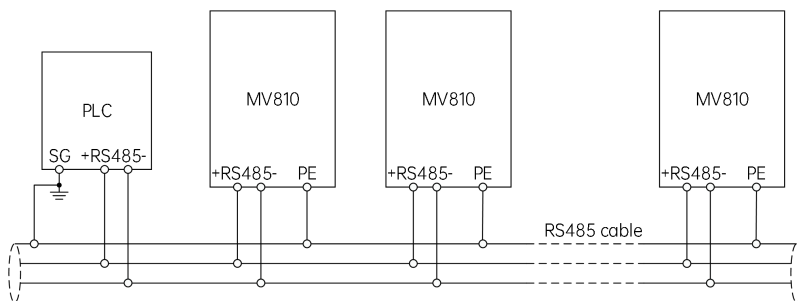 PLC
SG +RS485-
MV810
+RS485- PE
MV810
+RS485- PE
MV810
+RS485- PE
RS485 cable